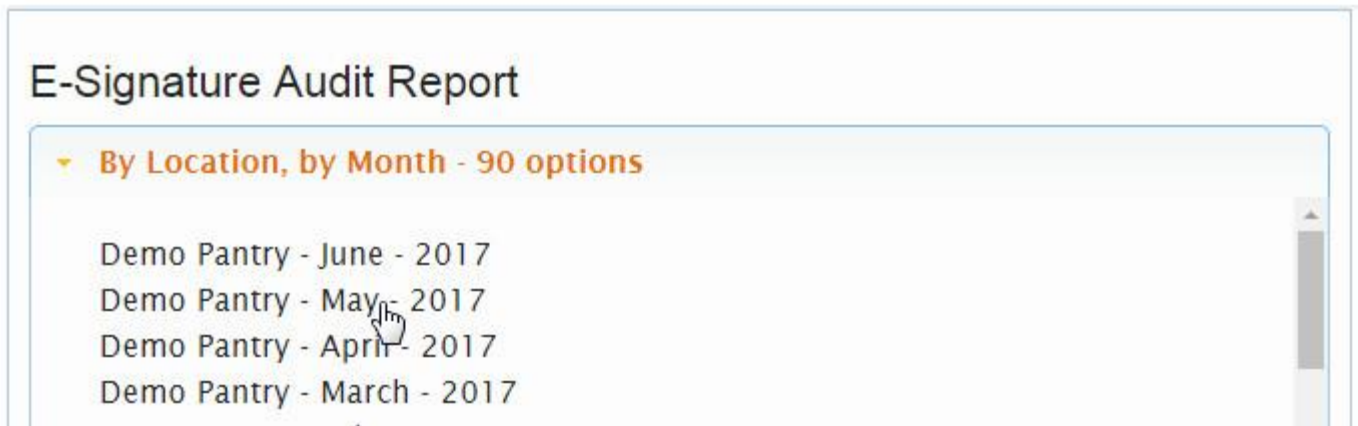 E-Signature Audit Report
By Location, by Month - 90 options
Demo Pantry - June - 2017
Demo Pantry - May - 2017
Demo Pantry - April - 2017
Demo Pantry - March - 2017